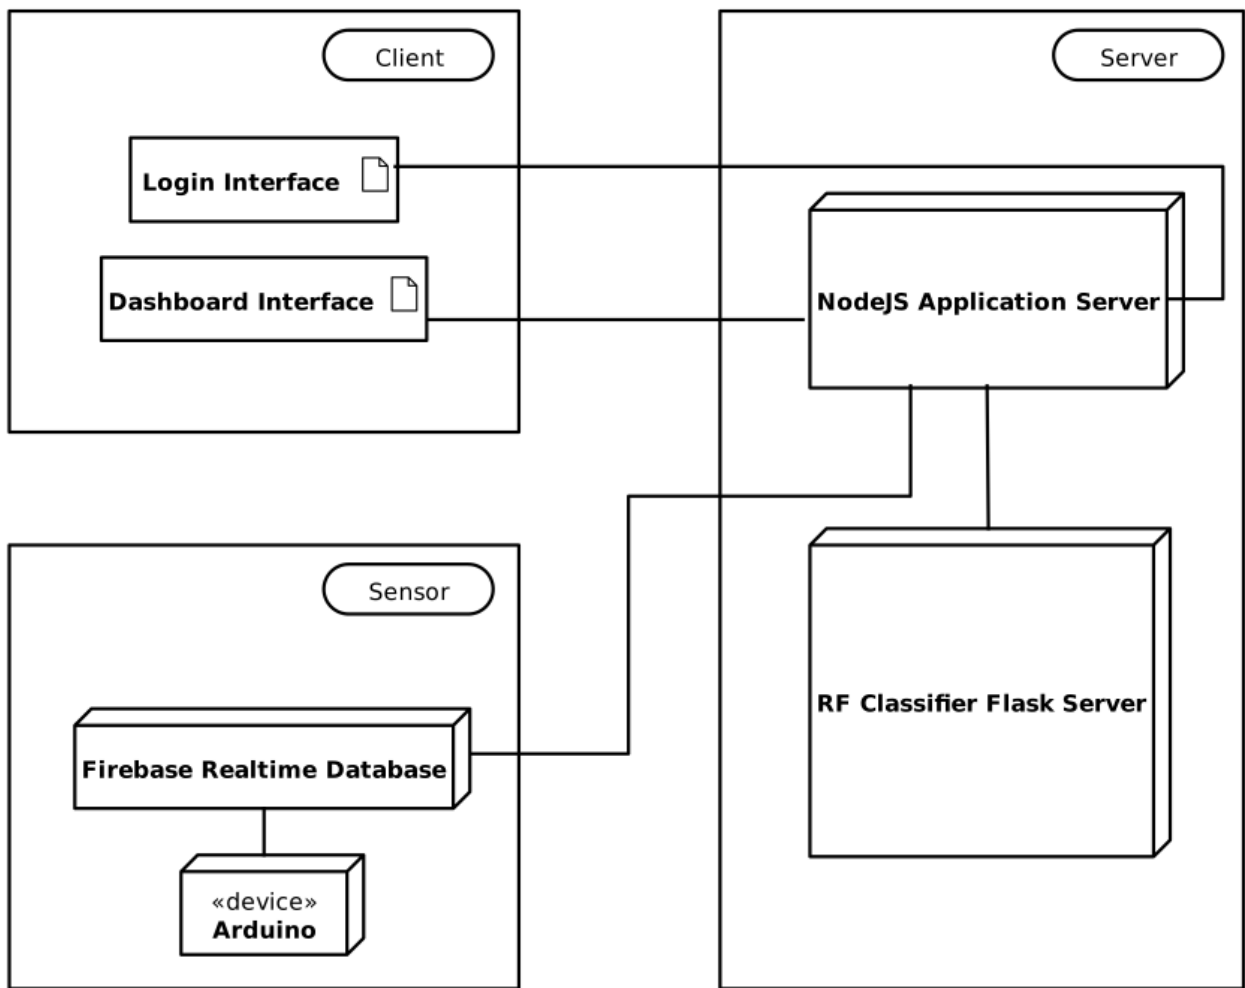 Client
Login Interface
Dashboard Interface
Server
NodeJS Application Server
RF Classifier Flask Server
Sensor
Firebase Realtime Database
«device»
Arduino